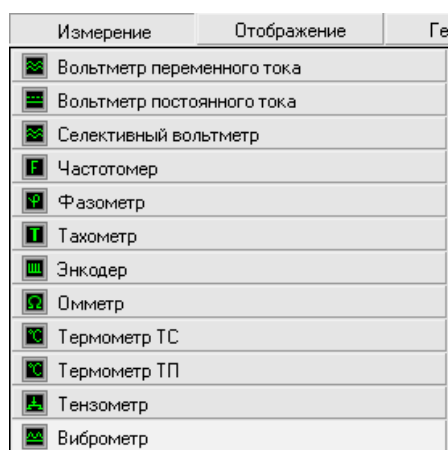 Измерение Отображение Ге
Вольтметр переменного тока
Вольтметр постоянного тока
Селективный вольтметр
F Частотомер
φ Фазометр
T Тахометр
Энкодер
Ω Омметр
°C Термометр ТС
°C Термометр ТП
Тензометр
Виброметр